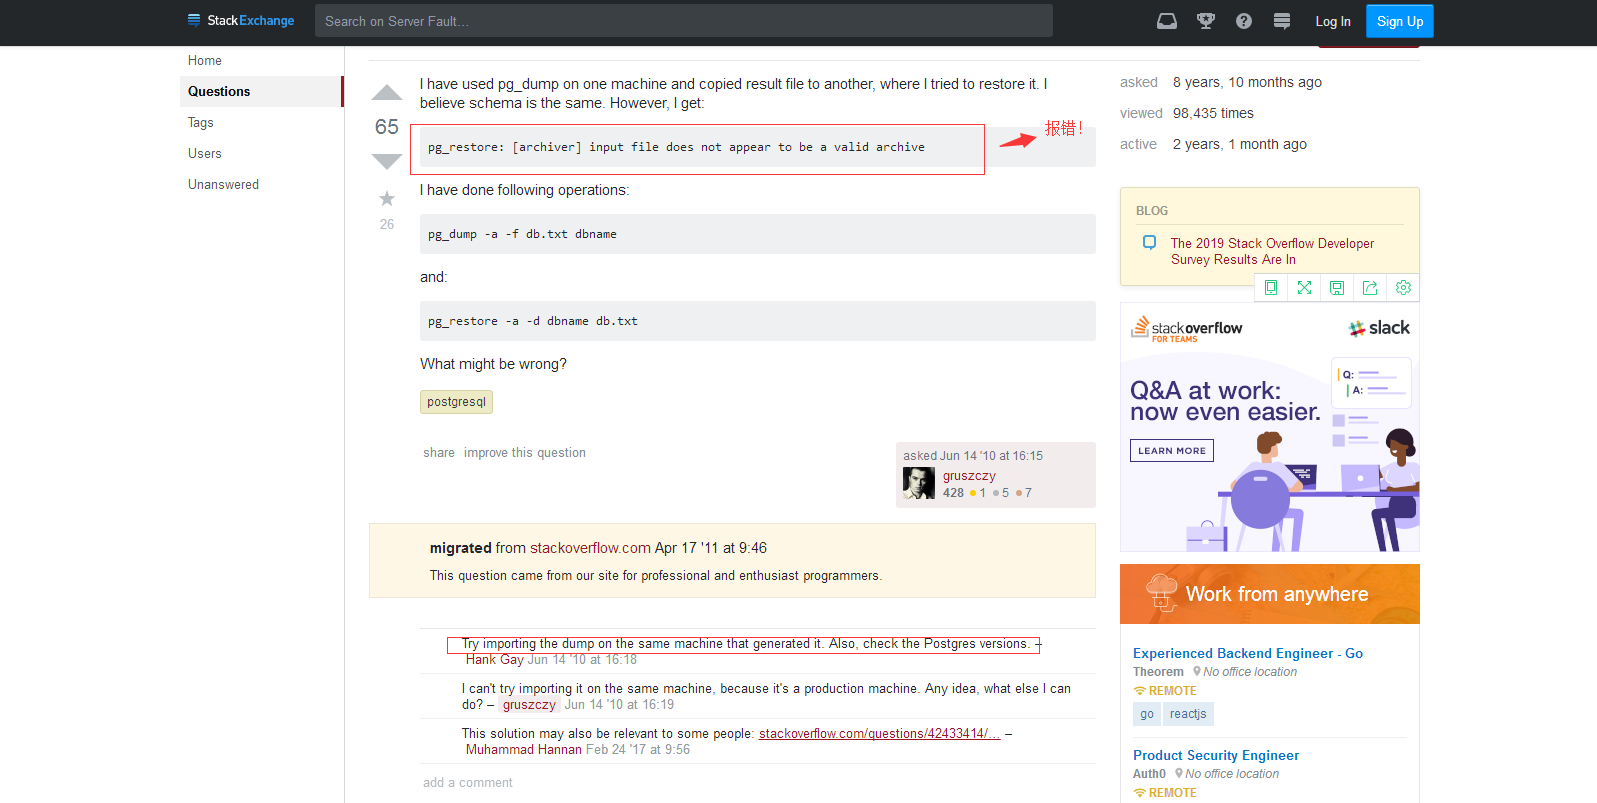 StackExchange
Search on Server Fault…
Log In
Sign Up
Home
Questions
Tags
Users
Unanswered
65
26
I have used pg_dump on one machine and copied result file to another, where I tried to restore it. I
believe schema is the same. However, I get:
pg_restore: [archiver] input file does not appear to be a valid archive
报错!
I have done following operations:
pg_dump -a -f db.txt dbname
and:
pg_restore -a -d dbname db.txt
What might be wrong?
postgresql
share improve this question
asked Jun 14 '10 at 16:15
gruszczy
428 1 5 7
migrated from stackoverflow.com Apr 17 '11 at 9:46
This question came from our site for professional and enthusiast programmers.
Try importing the dump on the same machine that generated it. Also, check the Postgres versions. –
Hank Gay Jun 14 '10 at 16:18
I can't try importing it on the same machine, because it's a production machine. Any idea, what else I can
do? – gruszczy Jun 14 '10 at 16:19
This solution may also be relevant to some people: stackoverflow.com/questions/42433414/… –
Muhammad Hannan Feb 24 '17 at 9:56
add a comment
asked 8 years, 10 months ago
viewed 98,435 times
active 2 years, 1 month ago
BLOG
The 2019 Stack Overflow Developer
Survey Results Are In
stackoverflow
FOR TEAMS
slack
Q:
A:
Q&A at work:
now even easier.
LEARN MORE
Work from anywhere
Experienced Backend Engineer - Go
Theorem No office location
REMOTE
go reactjs
Product Security Engineer
Auth0 No office location
REMOTE